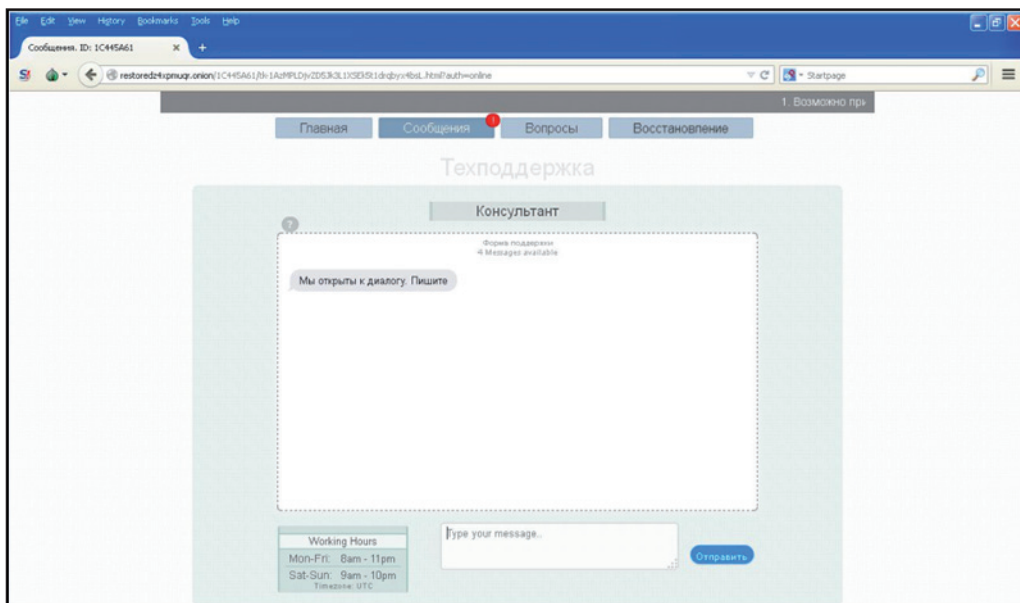 File Edit View History Bookmarks Tools Help
Сообщения. ID: 1C445A61
Startpage
1. Возможно при
Главная Сообщения Вопросы Восстановление
Техподдержка
Консультант
?
Форма поддержки
4 Messages available
Мы открыты к диалогу. Пишите
Type your message..
Working Hours
Mon-Fri: 8am - 11pm
Sat-Sun: 9am - 10pm
Timezone: UTC
Отправить